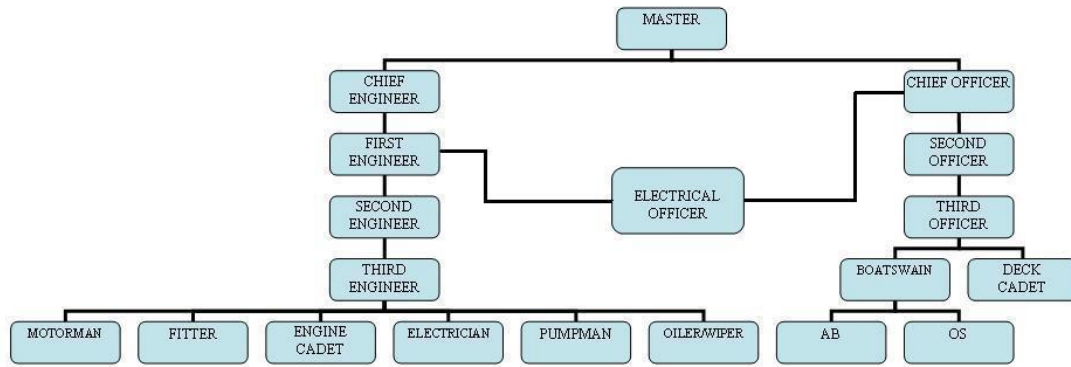 MASTER
CHIEF
ENGINEER
CHIEF OFFICER
FIRST
ENGINEER
SECOND
OFFICER
ELECTRICAL
OFFICER
SECOND
ENGINEER
THIRD
OFFICER
THIRD
ENGINEER
BOATSWAIN
DECK
CADET
MOTORMAN
FITTER
ENGINE
CADET
ELECTRICIAN
PUMPMAN
OILER/WIPER
AB
OS